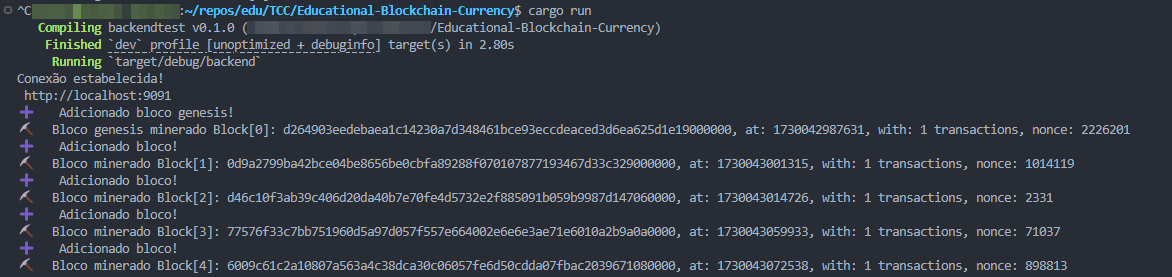 ^C :~/repos/edu/TCC/Educational-Blockchain-Currency$ cargo run
Compiling backendtest v0.1.0 ( /Educational-Blockchain-Currency)
Finished `dev` profile [unoptimized + debuginfo] target(s) in 2.80s
Running `target/debug/backend`
Conexão estabelecida!
http://localhost:9091
➕ Adicionado bloco genesis!
⛏ Bloco genesis minerado Block[0]: d264903eedebaea1c14230a7d348461bce93eccdeaced3d6ea625d1e19000000, at: 1730042987631, with: 1 transactions, nonce: 2226201
➕ Adicionado bloco!
⛏ Bloco minerado Block[1]: 0d9a2799ba42bce04be8656be0cbfa89288f070107877193467d33c329000000, at: 1730043001315, with: 1 transactions, nonce: 1014119
➕ Adicionado bloco!
⛏ Bloco minerado Block[2]: d46c10f3ab39c406d20da40b7e70fe4d5732e2f885091b059b9987d147060000, at: 1730043014726, with: 1 transactions, nonce: 2331
➕ Adicionado bloco!
⛏ Bloco minerado Block[3]: 77576f33c7bb751960d5a97d057f557e664002e6e6e3ae71e6010a2b9a0a0000, at: 1730043059933, with: 1 transactions, nonce: 71037
➕ Adicionado bloco!
⛏ Bloco minerado Block[4]: 6009c61c2a10807a563a4c38dca30c06057fe6d50cdda07fbac2039671080000, at: 1730043072538, with: 1 transactions, nonce: 898813